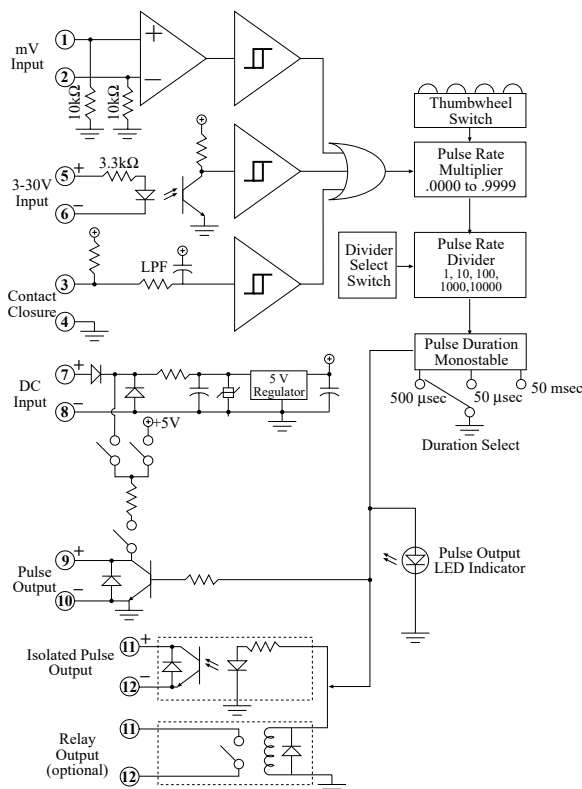 mV
Input
1
2
+
−
10kΩ
10kΩ
3-30V
Input
5
+
6
−
3.3kΩ
Thumbwheel
Switch
Pulse Rate
Multiplier
.0000 to .9999
Pulse Rate
Divider
1, 10, 100,
1000,10000
Divider
Select
Switch
Contact
Closure
3
4
LPF
Pulse Duration
Monostable
500 μsec
50 μsec
50 msec
Duration Select
DC
Input
7
+
8
−
5 V
Regulator
+5V
Pulse
Output
9
+
10
−
Pulse Output
LED Indicator
Isolated Pulse
Output
11
+
12
−
Relay
Output
(optional)
11
12